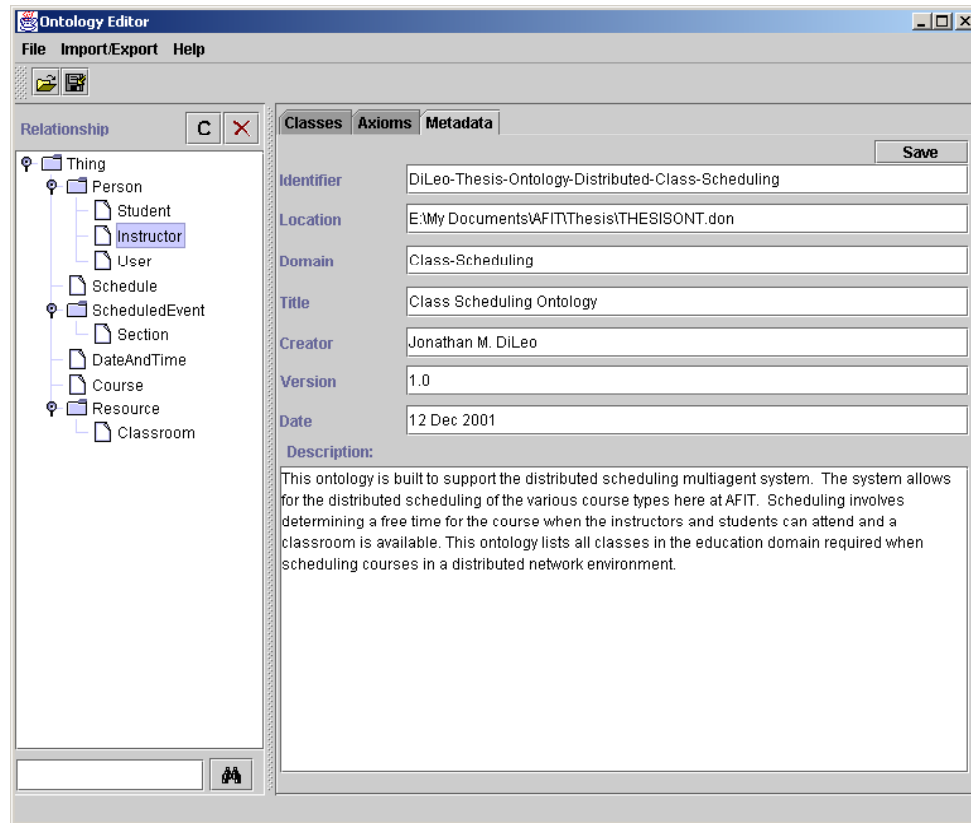 Ontology Editor
File Import/Export Help
Relationship
C
Thing
Person
Student
Instructor
User
Schedule
ScheduledEvent
Section
DateAndTime
Course
Resource
Classroom
Classes Axioms Metadata
Save
Identifier DiLeo-Thesis-Ontology-Distributed-Class-Scheduling
Location E:\My Documents\AFIT\Thesis\THESISONT.don
Domain Class-Scheduling
Title Class Scheduling Ontology
Creator Jonathan M. DiLeo
Version 1.0
Date 12 Dec 2001
Description:
This ontology is built to support the distributed scheduling multiagent system. The system allows
for the distributed scheduling of the various course types here at AFIT. Scheduling involves
determining a free time for the course when the instructors and students can attend and a
classroom is available. This ontology lists all classes in the education domain required when
scheduling courses in a distributed network environment.